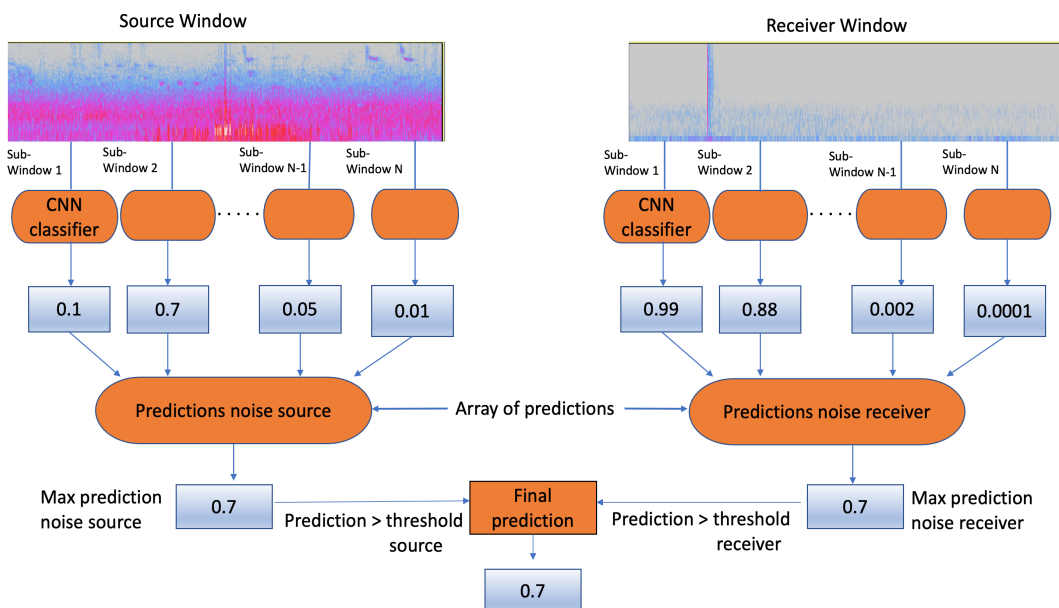 Source Window
Receiver Window
Sub-
Window 1
Sub-
Window 2
Sub-
Window N-1
Sub-
Window N
Sub-
Window 1
Sub-
Window 2
Sub-
Window N-1
Sub-
Window N
CNN
classifier
.....
CNN
classifier
.....
0.1
0.7
0.05
0.01
0.99
0.88
0.002
0.0001
Predictions noise source
Array of predictions
Predictions noise receiver
Max prediction
noise source
0.7
Prediction > threshold
source
Final
prediction
Prediction > threshold
receiver
0.7
Max prediction
noise receiver
0.7